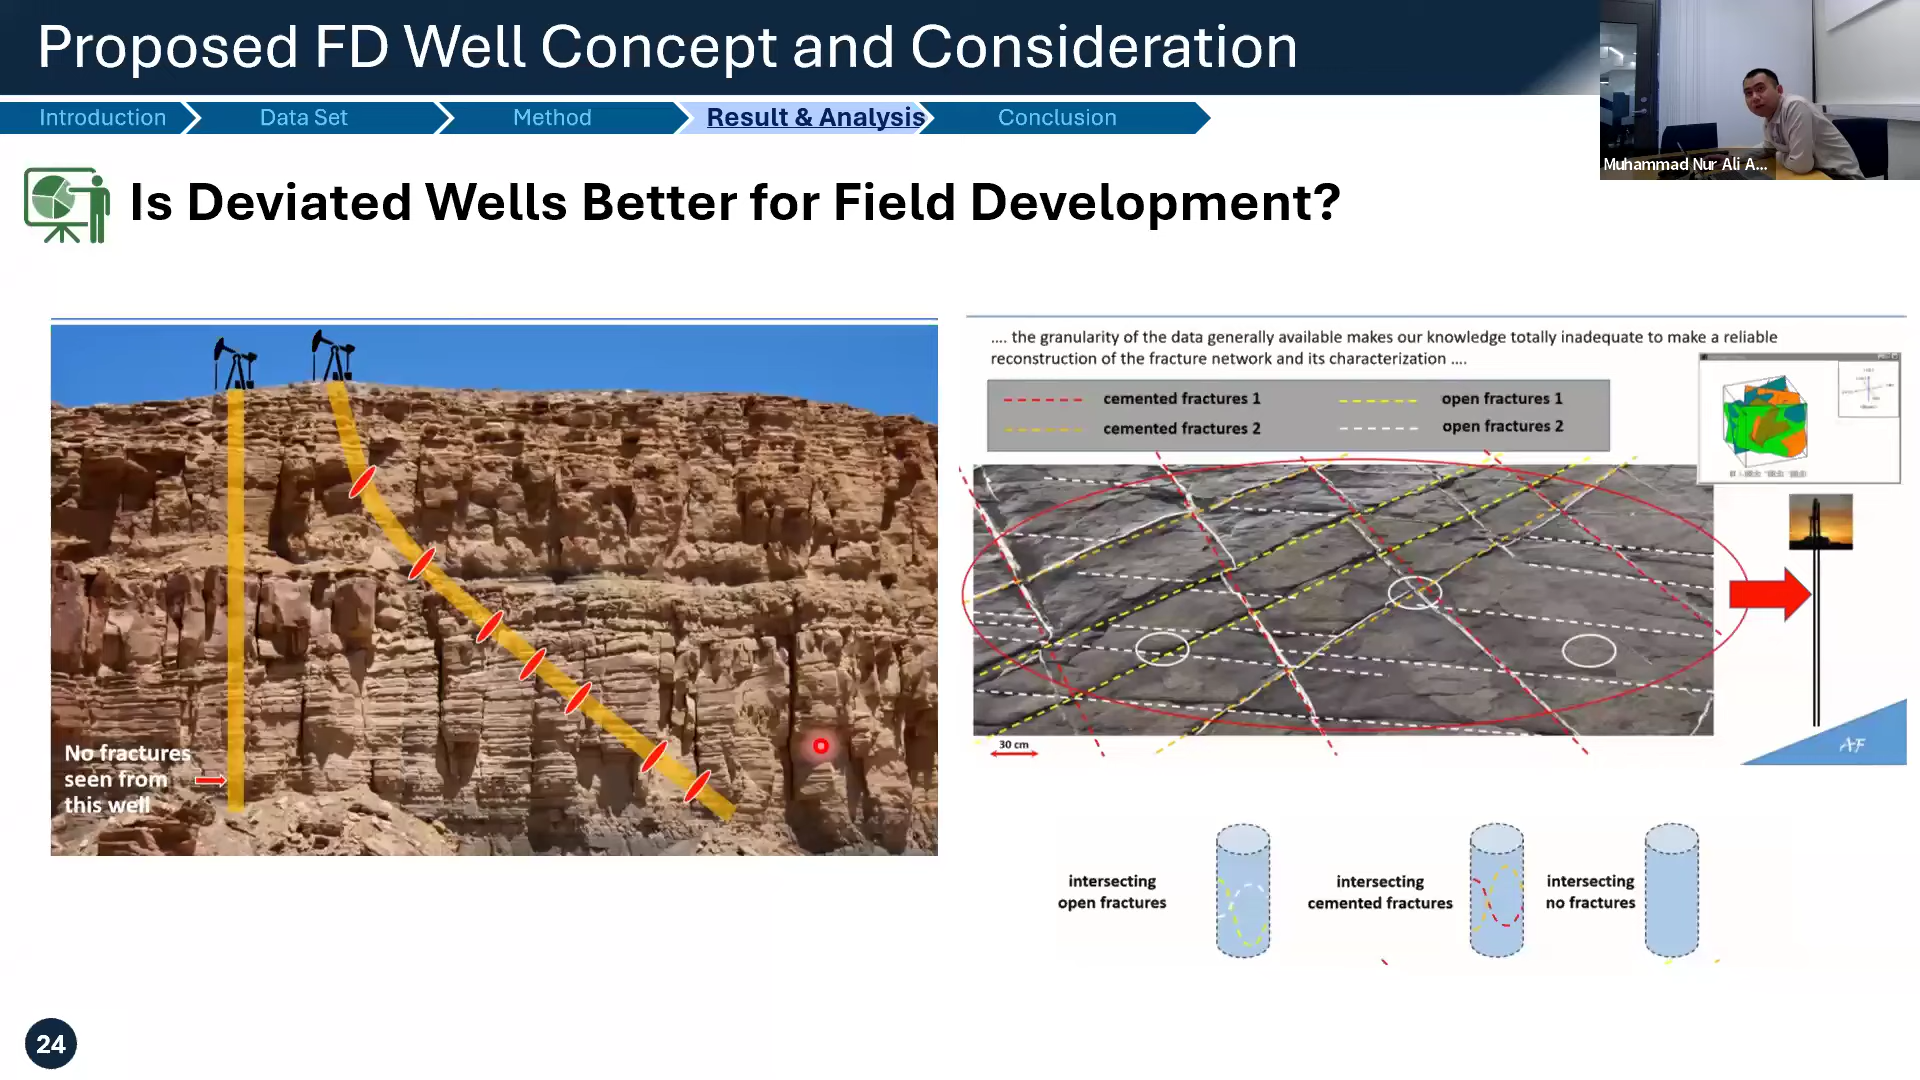 Proposed FD Well Concept and Consideration
Introduction
Data Set
Method
Result & Analysis
Conclusion
Muhammad Nur Ali A...
Is Deviated Wells Better for Field Development?
No fractures
seen from
this well
.... the granularity of the data generally available makes our knowledge totally inadequate to make a reliable
reconstruction of the fracture network and its characterization ....
cemented fractures 1
open fractures 1
cemented fractures 2
open fractures 2
30 cm
AF
intersecting
open fractures
intersecting
cemented fractures
intersecting
no fractures
24